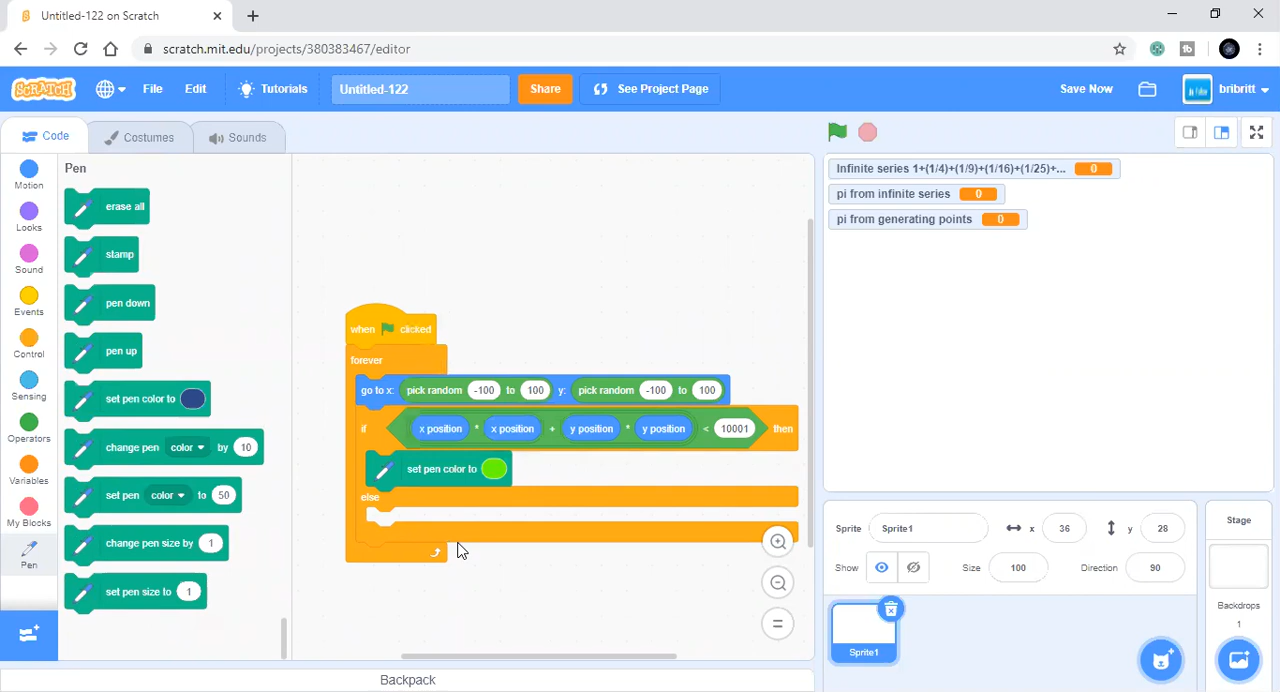 Untitled-122 on Scratch
scratch.mit.edu/projects/380383467/editor
SCRATCH File Edit Tutorials Untitled-122 Share See Project Page Save Now bribritt
Code Costumes Sounds
Motion
Looks
Sound
Events
Control
Sensing
Operators
Variables
My Blocks
Pen
Pen
erase all
stamp
pen down
pen up
set pen color to
change pen color by 10
set pen color to 50
change pen size by 1
set pen size to 1
when clicked
forever
go to x: pick random -100 to 100 y: pick random -100 to 100
if x position * x position + y position * y position < 10001 then
set pen color to
else
Infinite series 1+(1/4)+(1/9)+(1/16)+(1/25)+... 0
pi from infinite series 0
pi from generating points 0
Sprite Sprite1 x 36 y 28
Show Size 100 Direction 90
Sprite1
Stage
Backdrops
1
Backpack